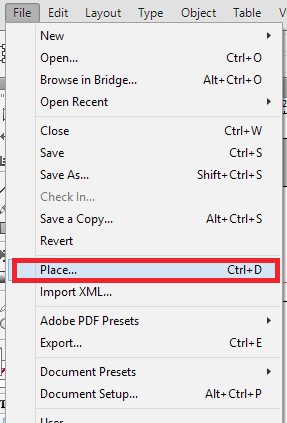 File Edit Layout Type Object Table
New
Open... Ctrl+O
Browse in Bridge... Alt+Ctrl+O
Open Recent
Close Ctrl+W
Save Ctrl+S
Save As... Shift+Ctrl+S
Check In...
Save a Copy... Alt+Ctrl+S
Revert
Place... Ctrl+D
Import XML...
Adobe PDF Presets
Export... Ctrl+E
Document Presets
Document Setup... Alt+Ctrl+P
User